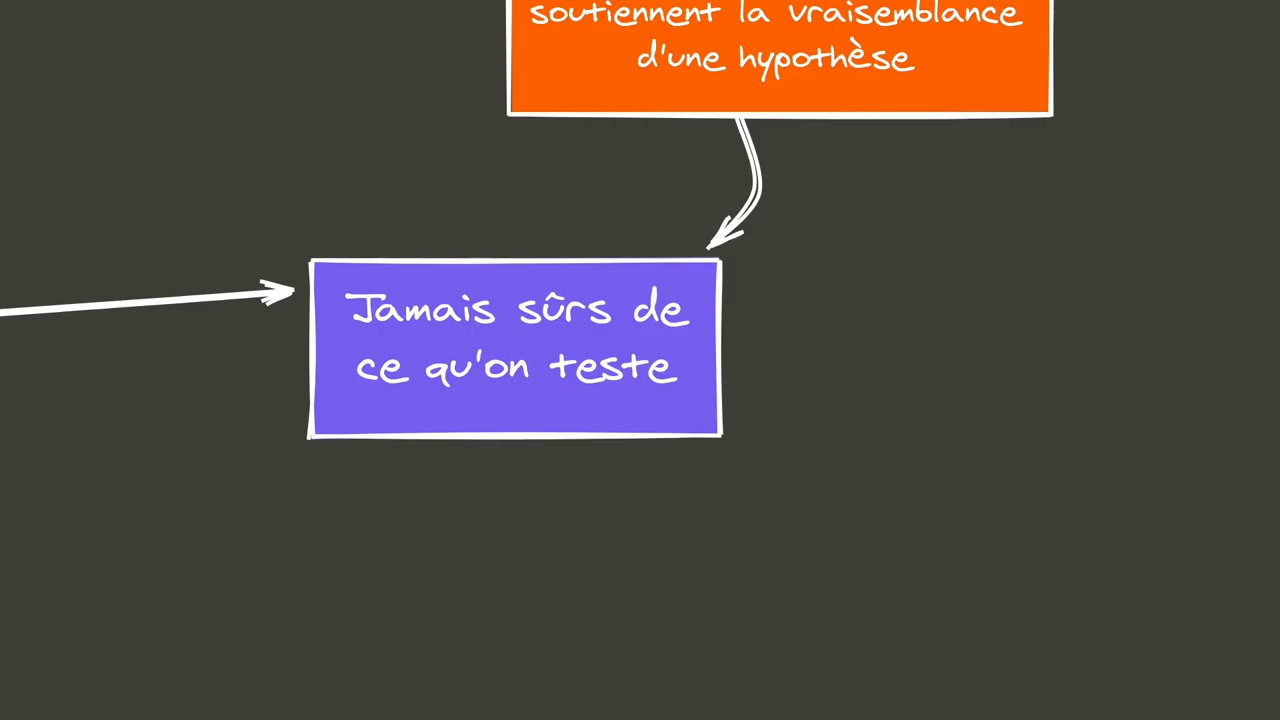 soutiennent la vraisemblance
d'une hypothèse
Jamais sûrs de
ce qu'on teste